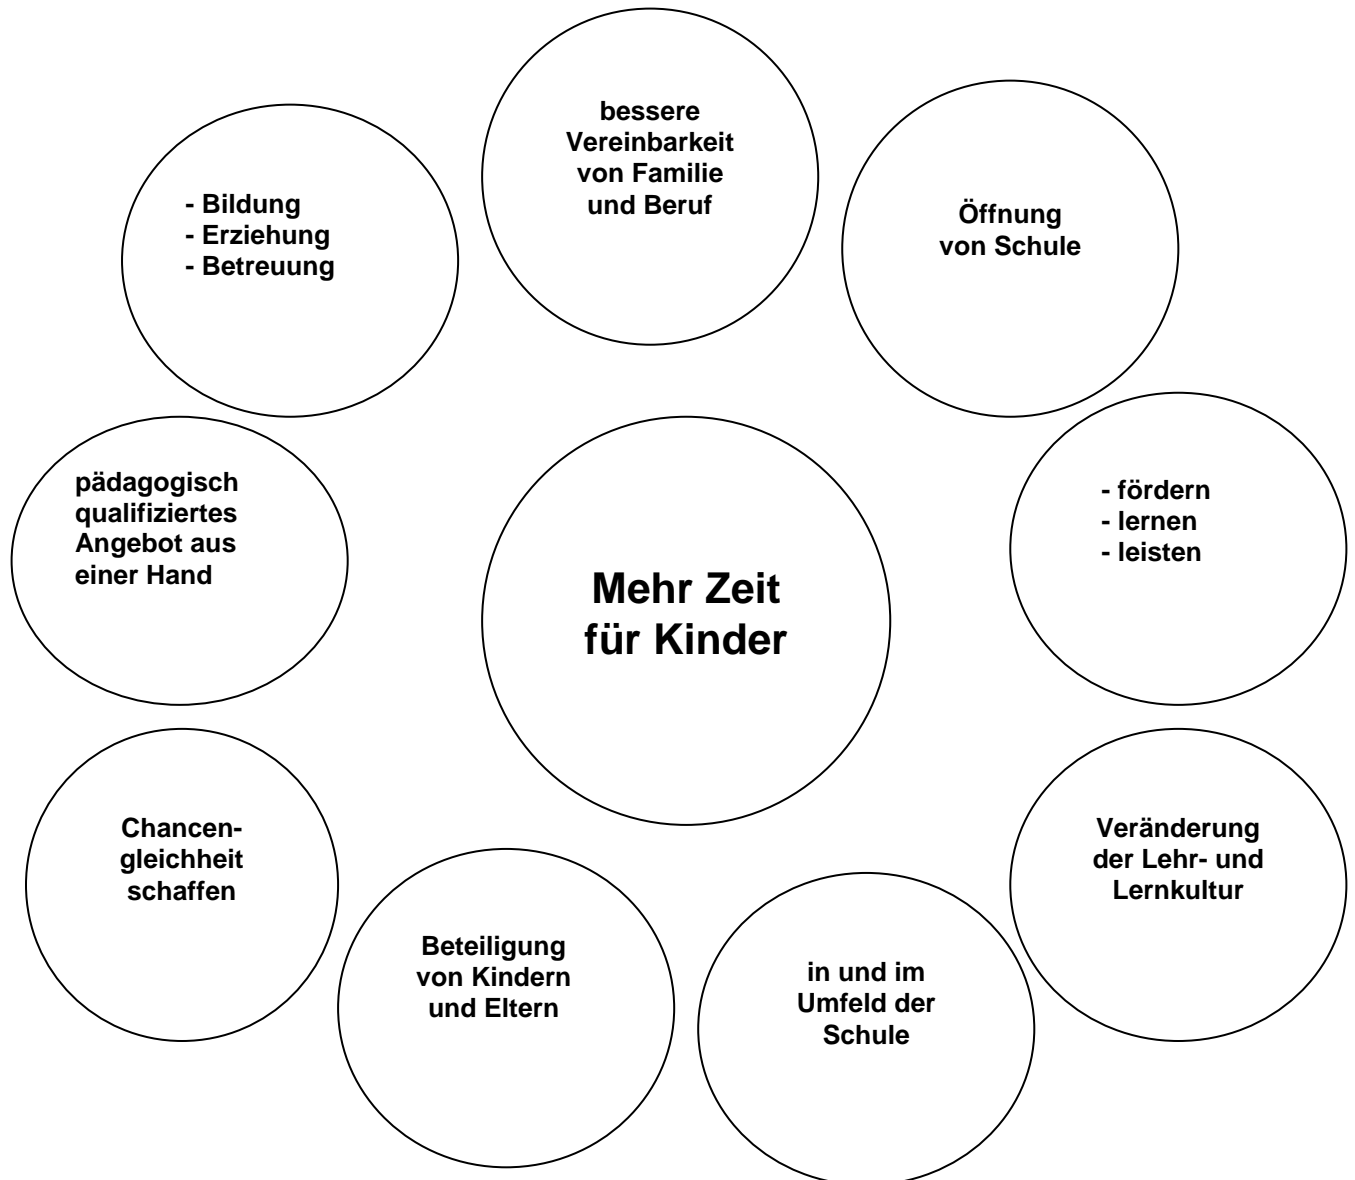 bessere
Vereinbarkeit
von Familie
und Beruf
- Bildung
- Erziehung
- Betreuung
Öffnung
von Schule
pädagogisch
qualifiziertes
Angebot aus
einer Hand
- fördern
- lernen
- leisten
Mehr Zeit
für Kinder
Chancen-
gleichheit
schaffen
Veränderung
der Lehr- und
Lernkultur
Beteiligung
von Kindern
und Eltern
in und im
Umfeld der
Schule